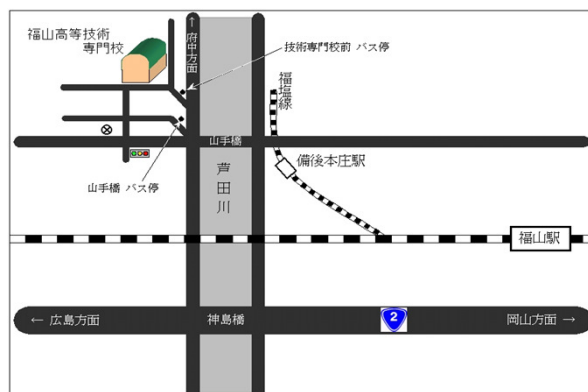 福山高等技術
専門校
↑府中方面
技術専門校前 バス停
福塩線
山手橋
備後本庄駅
山手橋 バス停
芦田川
福山駅
← 広島方面
神島橋
2
岡山方面 →